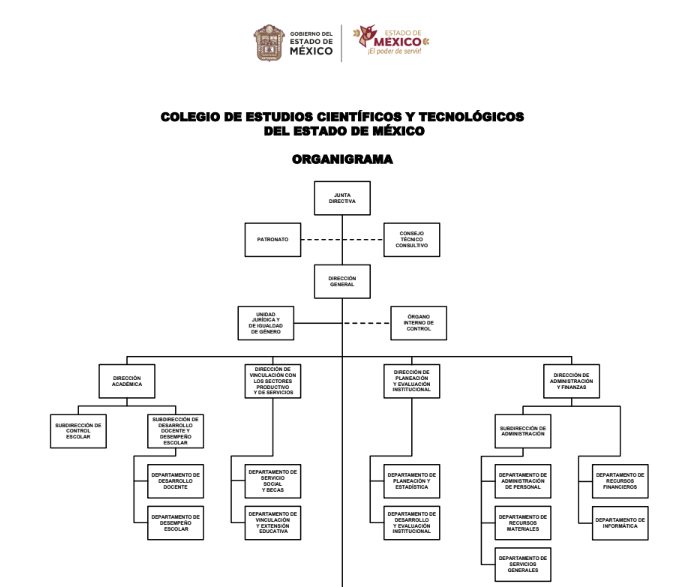 GOBIERNO DEL
ESTADO DE
MÉXICO
ESTADO DE
MÉXICO
¡El poder de servir!
COLEGIO DE ESTUDIOS CIENTÍFICOS Y TECNOLÓGICOS
DEL ESTADO DE MÉXICO
ORGANIGRAMA
JUNTA
DIRECTIVA
PATRONATO
CONSEJO
TÉCNICO
CONSULTIVO
DIRECCIÓN
GENERAL
UNIDAD
JURÍDICA Y
DE IGUALDAD
DE GÉNERO
ÓRGANO
INTERNO DE
CONTROL
DIRECCIÓN
ACADÉMICA
DIRECCIÓN DE
VINCULACIÓN CON
LOS SECTORES
PRODUCTIVO
Y DE SERVICIOS
DIRECCIÓN DE
PLANEACIÓN
Y EVALUACIÓN
INSTITUCIONAL
DIRECCIÓN DE
ADMINISTRACIÓN
Y FINANZAS
SUBDIRECCIÓN DE
CONTROL
ESCOLAR
SUBDIRECCIÓN DE
DESARROLLO
DOCENTE Y
DESEMPEÑO
ESCOLAR
SUBDIRECCIÓN DE
ADMINISTRACIÓN
DEPARTAMENTO DE
DESARROLLO
DOCENTE
DEPARTAMENTO DE
SERVICIO
SOCIAL
Y BECAS
DEPARTAMENTO DE
PLANEACIÓN Y
ESTADÍSTICA
DEPARTAMENTO DE
ADMINISTRACIÓN
DE PERSONAL
DEPARTAMENTO DE
RECURSOS
FINANCIEROS
DEPARTAMENTO DE
DESEMPEÑO
ESCOLAR
DEPARTAMENTO DE
VINCULACIÓN
Y EXTENSIÓN
EDUCATIVA
DEPARTAMENTO DE
DESARROLLO
Y EVALUACIÓN
INSTITUCIONAL
DEPARTAMENTO DE
RECURSOS
MATERIALES
DEPARTAMENTO DE
INFORMÁTICA
DEPARTAMENTO DE
SERVICIOS
GENERALES